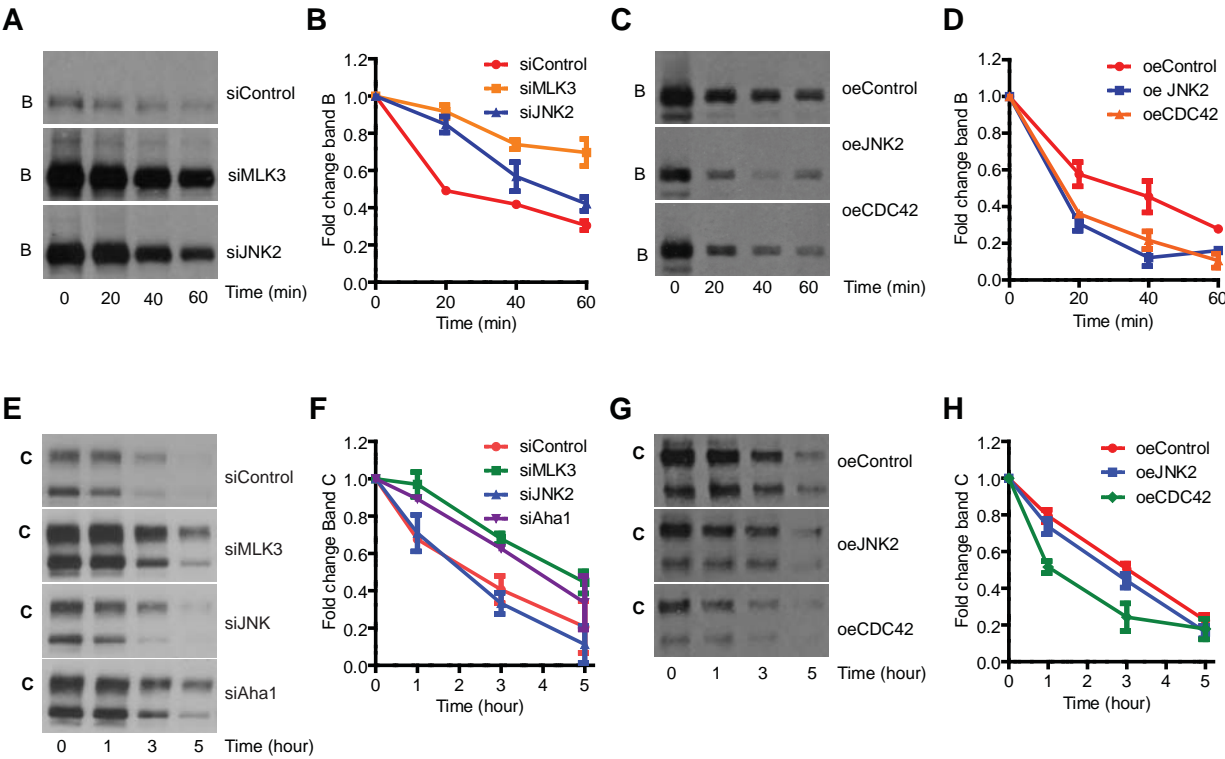 A
B
siControl
B
siMLK3
B
siJNK2
0 20 40 60 Time (min)
B
Fold change band B
1.2
1.0
0.8
0.6
0.4
0.2
0.0
0 20 40 60
Time (min)
siControl
siMLK3
siJNK2
C
B
oeControl
B
oeJNK2
B
oeCDC42
0 20 40 60 Time (min)
D
Fold change band B
1.2
1.0
0.8
0.6
0.4
0.2
0.0
0 20 40 60
Time (min)
oeControl
oe JNK2
oeCDC42
E
C
siControl
C
siMLK3
C
siJNK
C
siAha1
0 1 3 5 Time (hour)
F
Fold change Band C
1.2
1.0
0.8
0.6
0.4
0.2
0.0
0 1 2 3 4 5
Time (hour)
siControl
siMLK3
siJNK2
siAha1
G
C
oeControl
C
oeJNK2
C
oeCDC42
0 1 3 5 Time (hour)
H
Fold change band C
1.2
1.0
0.8
0.6
0.4
0.2
0.0
0 1 2 3 4 5
Time (hour)
oeControl
oeJNK2
oeCDC42